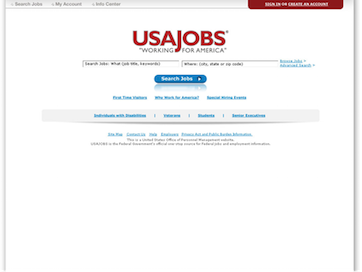 Search Jobs My Account Info Center SIGN IN OR CREATE AN ACCOUNT
USAJOBS
"WORKING FOR AMERICA"
Search Jobs: What (job title, keywords) Where: (city, state or zip code) Browse Jobs
Advanced Search
Search Jobs
First Time Visitors Why Work for America? Special Hiring Events
Individuals with Disabilities | Veterans | Students | Senior Executives
Site Map Contact Us Help Employers Privacy Act and Public Burden Information
This is a United States Office of Personnel Management website.
USAJOBS is the Federal Government's official one-stop source for Federal jobs and employment information.